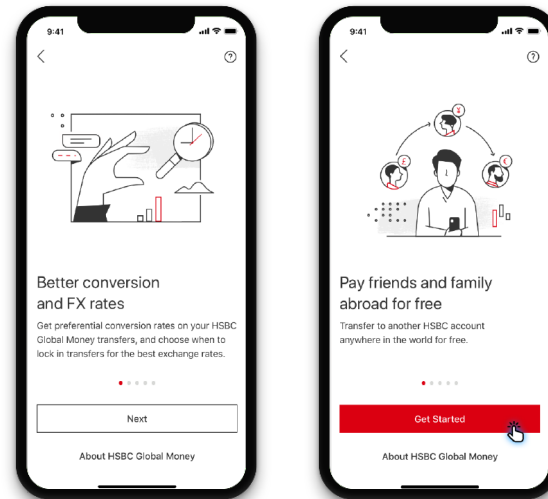 9:41
?
Better conversion
and FX rates
Get preferential conversion rates on your HSBC
Global Money transfers, and choose when to
lock in transfers for the best exchange rates.
Next
About HSBC Global Money
9:41
?
¥
£
€
Pay friends and family
abroad for free
Transfer to another HSBC account
anywhere in the world for free.
Get Started
About HSBC Global Money